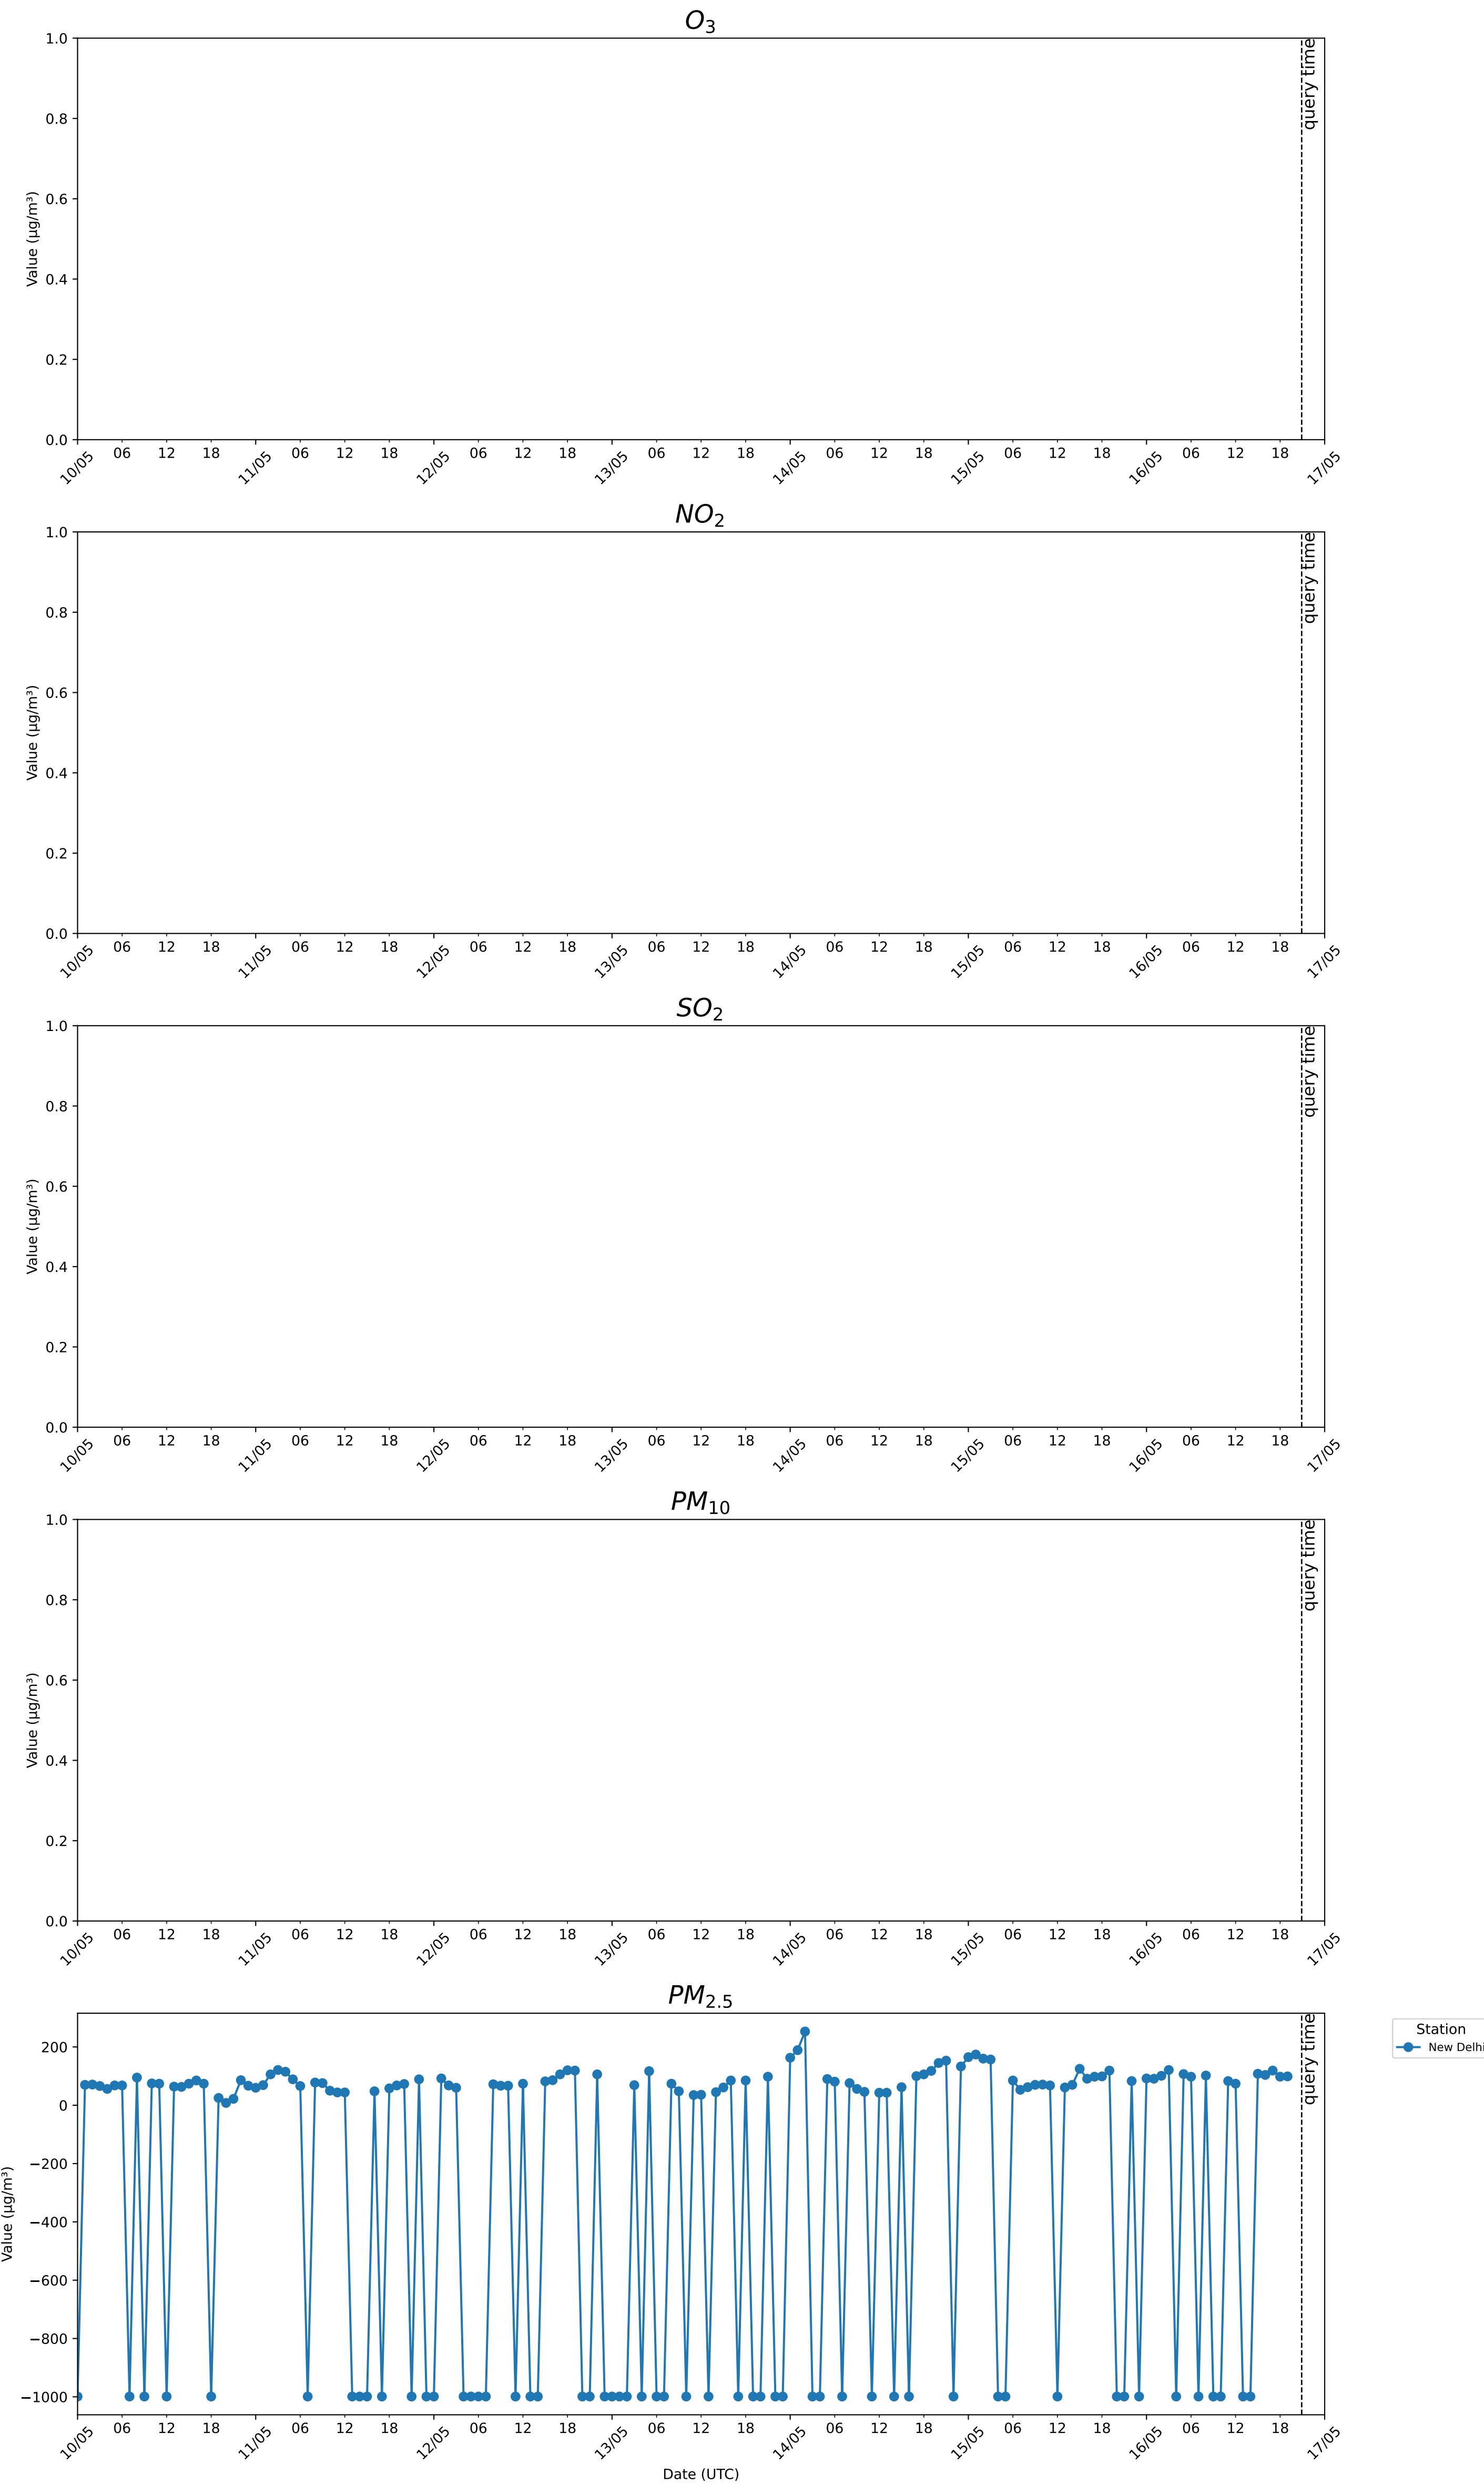 O₃
1.0
0.8
0.6
0.4
0.2
0.0
Value (µg/m³)
query time
10/05 06 12 18 11/05 06 12 18 12/05 06 12 18 13/05 06 12 18 14/05 06 12 18 15/05 06 12 18 16/05 06 12 18 17/05
NO₂
1.0
0.8
0.6
0.4
0.2
0.0
Value (µg/m³)
query time
10/05 06 12 18 11/05 06 12 18 12/05 06 12 18 13/05 06 12 18 14/05 06 12 18 15/05 06 12 18 16/05 06 12 18 17/05
SO₂
1.0
0.8
0.6
0.4
0.2
0.0
Value (µg/m³)
query time
10/05 06 12 18 11/05 06 12 18 12/05 06 12 18 13/05 06 12 18 14/05 06 12 18 15/05 06 12 18 16/05 06 12 18 17/05
PM₁₀
1.0
0.8
0.6
0.4
0.2
0.0
Value (µg/m³)
query time
10/05 06 12 18 11/05 06 12 18 12/05 06 12 18 13/05 06 12 18 14/05 06 12 18 15/05 06 12 18 16/05 06 12 18 17/05
PM₂.₅
200
0
−200
−400
−600
−800
−1000
Value (µg/m³)
query time
Station
New Delhi
10/05 06 12 18 11/05 06 12 18 12/05 06 12 18 13/05 06 12 18 14/05 06 12 18 15/05 06 12 18 16/05 06 12 18 17/05
Date (UTC)